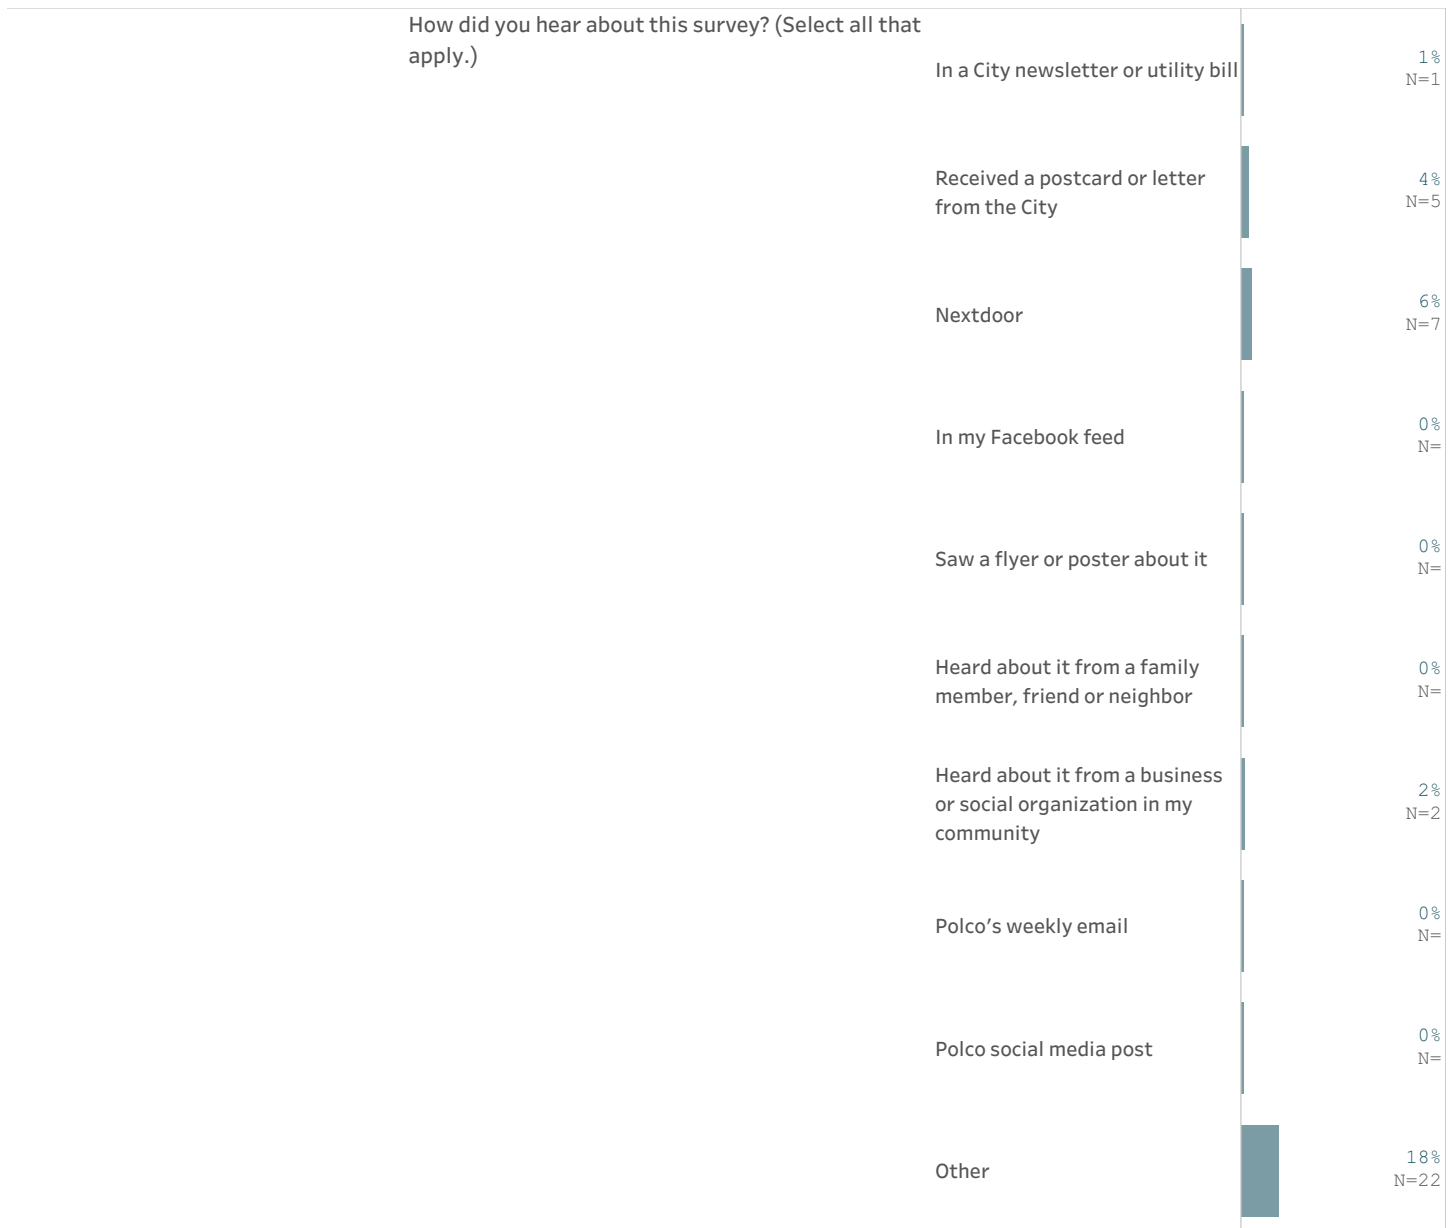 How did you hear about this survey? (Select all that
apply.)
In a City newsletter or utility bill
1%
N=1
Received a postcard or letter
from the City
4%
N=5
Nextdoor
6%
N=7
In my Facebook feed
0%
N=
Saw a flyer or poster about it
0%
N=
Heard about it from a family
member, friend or neighbor
0%
N=
Heard about it from a business
or social organization in my
community
2%
N=2
Polco’s weekly email
0%
N=
Polco social media post
0%
N=
Other
18%
N=22